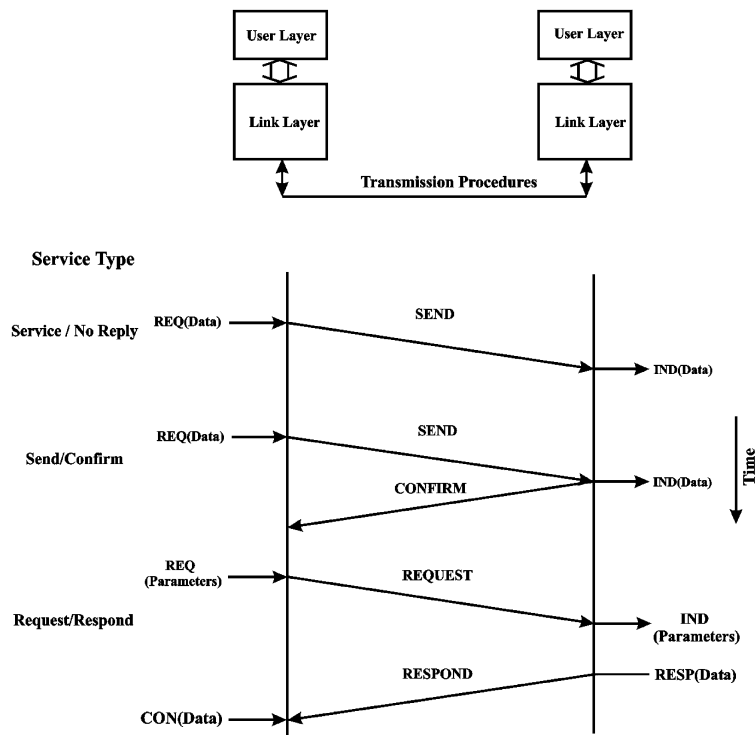 User Layer
User Layer
Link Layer
Link Layer
Transmission Procedures
Service Type
Service / No Reply
REQ(Data)
SEND
IND(Data)
Send/Confirm
REQ(Data)
SEND
IND(Data)
CONFIRM
Time
Request/Respond
REQ
(Parameters)
REQUEST
IND
(Parameters)
RESPOND
RESP(Data)
CON(Data)